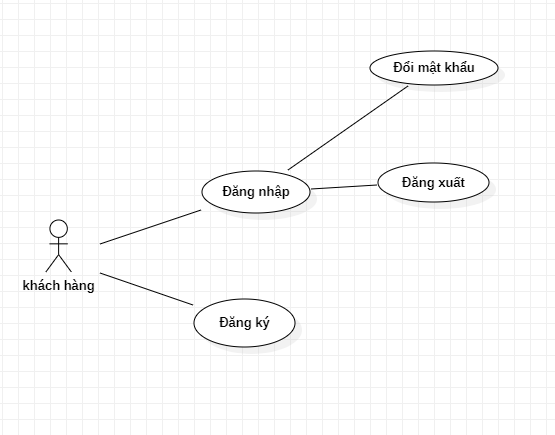 Đổi mật khẩu
Đăng nhập
Đăng xuất
khách hàng
Đăng ký